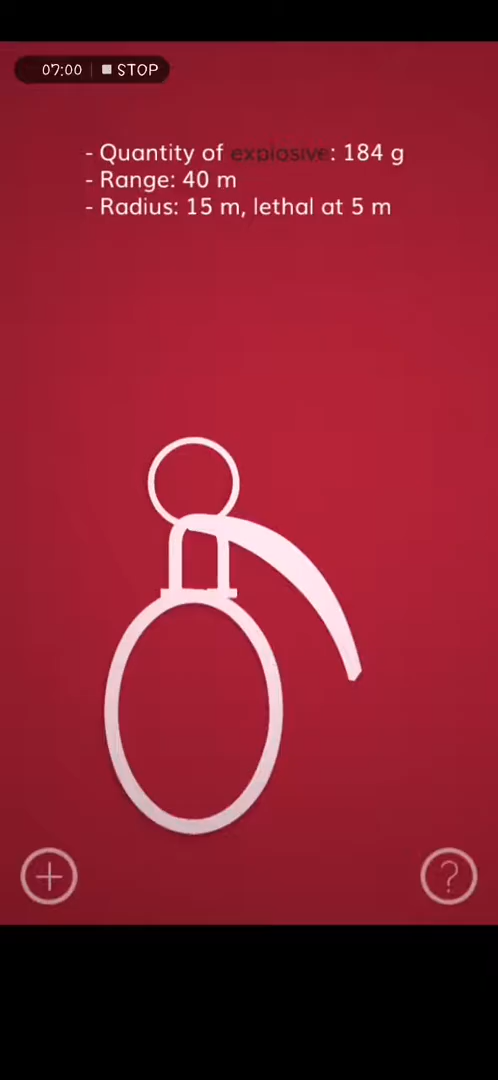 07:00 | STOP
- Quantity of explosive: 184 g
- Range: 40 m
- Radius: 15 m, lethal at 5 m
?